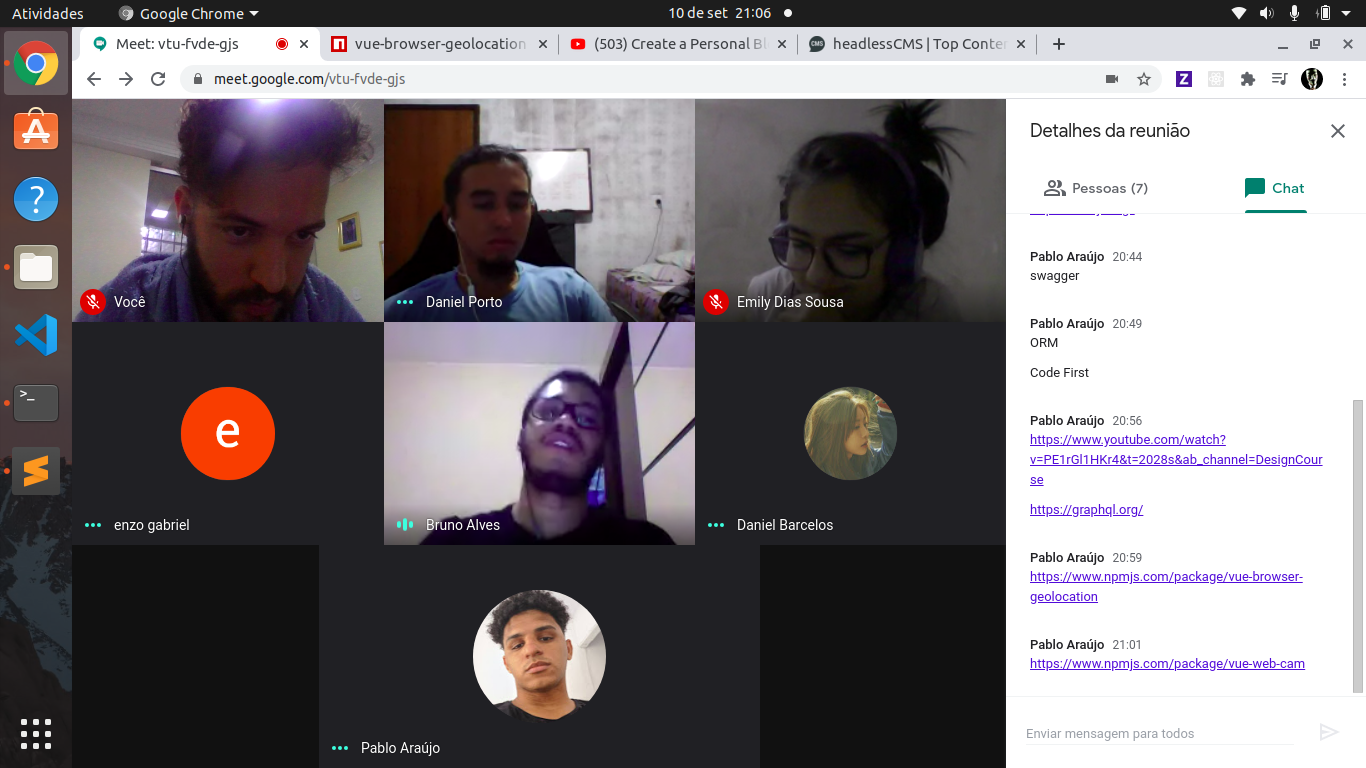 Atividades
Google Chrome
10 de set 21:06
Meet: vtu-fvde-gjs
vue-browser-geolocation
(503) Create a Personal Bl
headlessCMS | Top Conte
meet.google.com/vtu-fvde-gjs
Você
Daniel Porto
Emily Dias Sousa
e
enzo gabriel
Bruno Alves
Daniel Barcelos
Pablo Araújo
Detalhes da reunião
Pessoas (7)
Chat
Pablo Araújo 20:44
swagger
Pablo Araújo 20:49
ORM
Code First
Pablo Araújo 20:56
https://www.youtube.com/watch?
v=PE1rGl1HKr4&t=2028s&ab_channel=DesignCour
se
https://graphql.org/
Pablo Araújo 20:59
https://www.npmjs.com/package/vue-browser-
geolocation
Pablo Araújo 21:01
https://www.npmjs.com/package/vue-web-cam
Enviar mensagem para todos